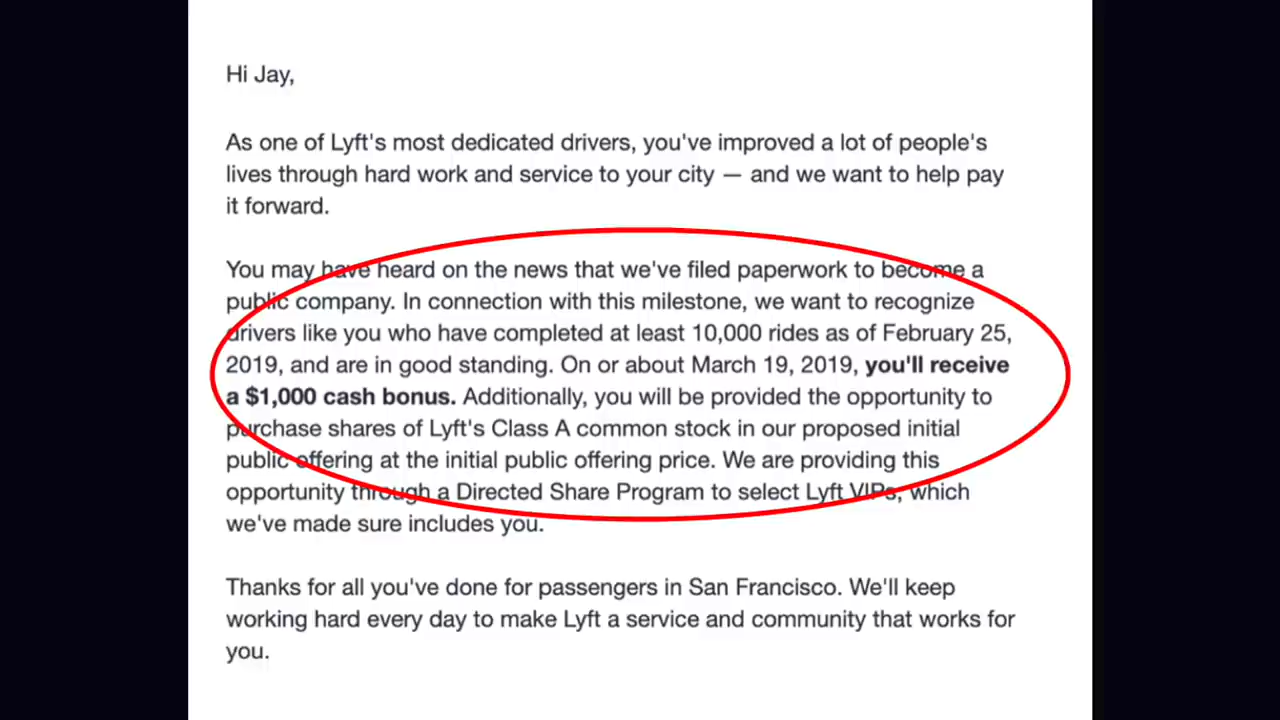 Hi Jay,
As one of Lyft's most dedicated drivers, you've improved a lot of people's
lives through hard work and service to your city — and we want to help pay
it forward.
You may have heard on the news that we've filed paperwork to become a
public company. In connection with this milestone, we want to recognize
drivers like you who have completed at least 10,000 rides as of February 25,
2019, and are in good standing. On or about March 19, 2019, you'll receive
a $1,000 cash bonus. Additionally, you will be provided the opportunity to
purchase shares of Lyft's Class A common stock in our proposed initial
public offering at the initial public offering price. We are providing this
opportunity through a Directed Share Program to select Lyft VIPs, which
we've made sure includes you.
Thanks for all you've done for passengers in San Francisco. We'll keep
working hard every day to make Lyft a service and community that works for
you.